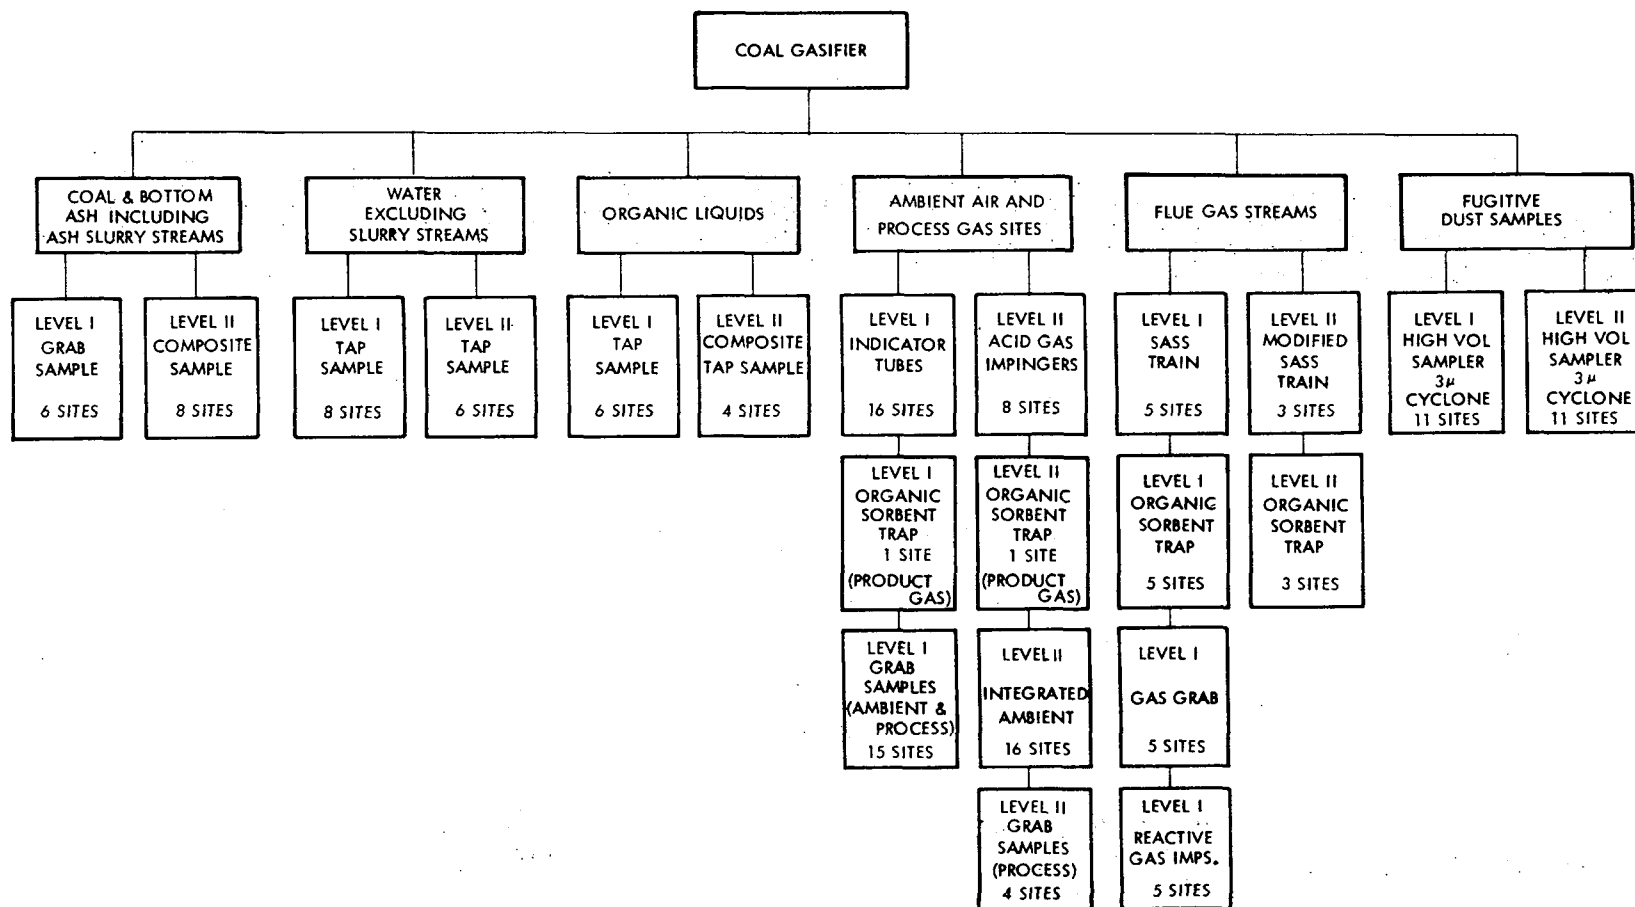 COAL GASIFIER
COAL & BOTTOM
ASH INCLUDING
ASH SLURRY STREAMS
WATER
EXCLUDING
SLURRY STREAMS
ORGANIC LIQUIDS
AMBIENT AIR AND
PROCESS GAS SITES
FLUE GAS STREAMS
FUGITIVE
DUST SAMPLES
LEVEL I
GRAB
SAMPLE
6 SITES
LEVEL II
COMPOSITE
SAMPLE
8 SITES
LEVEL I
TAP
SAMPLE
8 SITES
LEVEL II
TAP
SAMPLE
6 SITES
LEVEL I
TAP
SAMPLE
6 SITES
LEVEL II
COMPOSITE
TAP SAMPLE
4 SITES
LEVEL I
INDICATOR
TUBES
16 SITES
LEVEL II
ACID GAS
IMPINGERS
8 SITES
LEVEL I
SASS
TRAIN
5 SITES
LEVEL II
MODIFIED
SASS
TRAIN
3 SITES
LEVEL I
HIGH VOL
SAMPLER
3μ
CYCLONE
11 SITES
LEVEL II
HIGH VOL
SAMPLER
3μ
CYCLONE
11 SITES
LEVEL I
ORGANIC
SORBENT
TRAP
1 SITE
(PRODUCT
GAS)
LEVEL II
ORGANIC
SORBENT
TRAP
1 SITE
(PRODUCT
GAS)
LEVEL I
ORGANIC
SORBENT
TRAP
5 SITES
LEVEL II
ORGANIC
SORBENT
TRAP
3 SITES
LEVEL I
GRAB
SAMPLES
(AMBIENT &
PROCESS)
15 SITES
LEVEL II
INTEGRATED
AMBIENT
16 SITES
LEVEL I
GAS GRAB
5 SITES
LEVEL II
GRAB
SAMPLES
(PROCESS)
4 SITES
LEVEL I
REACTIVE
GAS IMPS.
5 SITES